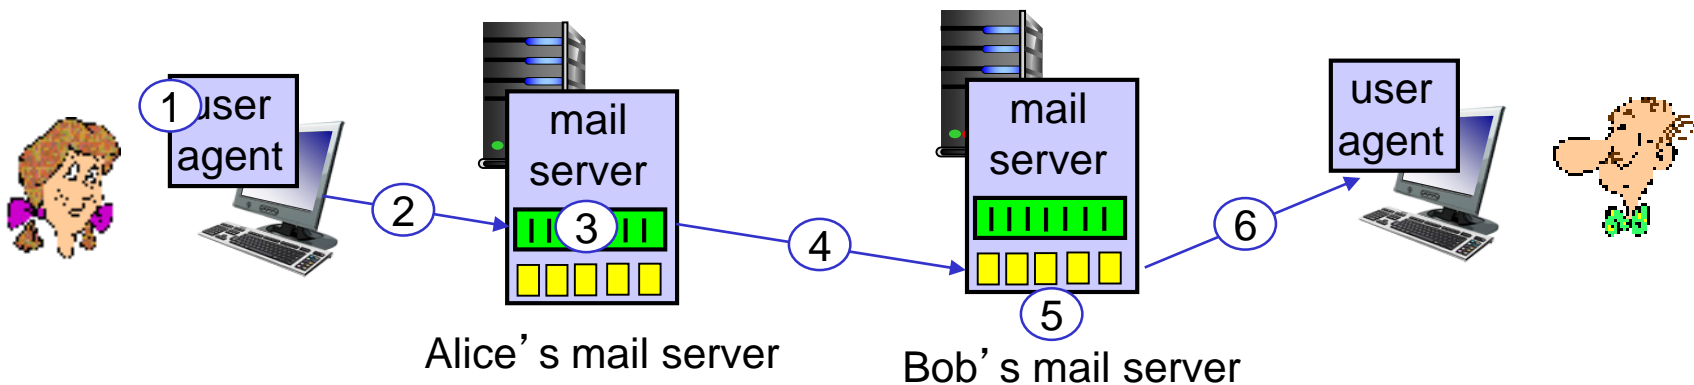 1
user
agent
2
mail
server
3
4
mail
server
5
6
user
agent
Alice’s mail server
Bob’s mail server